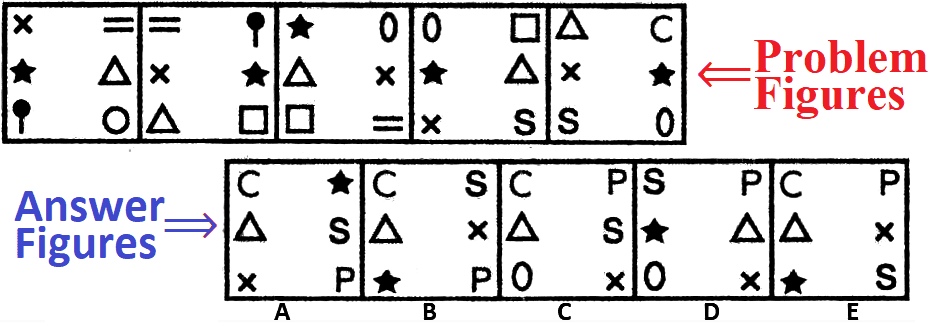 × = = 0 0 C
Problem
× × × 
Figures
= × S S 0
C C S C P S P C P
Answer
S × S ×
Figures
× P P 0 × 0 × S
A B C D E